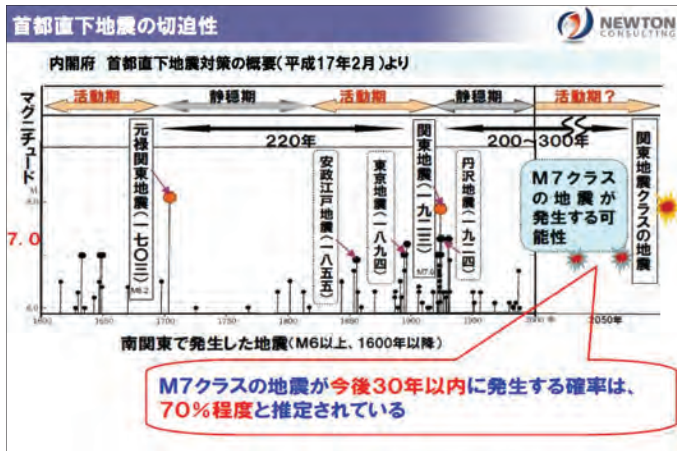 首都直下地震の切迫性
NEWTON
CONSULTING
内閣府 首都直下地震対策の概要(平成17年2月)より
活動期
静穏期
活動期
静穏期
活動期?
マグニチュード
220年
200~300年
元禄関東地震(一七〇三)
M8.2
安政江戸地震(一八五五)
東京地震(一八九四)
関東地震(一九二三)
M7.9
丹沢地震(一九二四)
M7クラス
の地震が
発生する可
能性
関東地震クラスの地震
8.0
7.0
6.0
1600
1650
1700
1750
1800
1850
1900
1950
2000 年
2050年
南関東で発生した地震(M6以上、1600年以降)
M7クラスの地震が今後30年以内に発生する確率は、
70%程度と推定されている